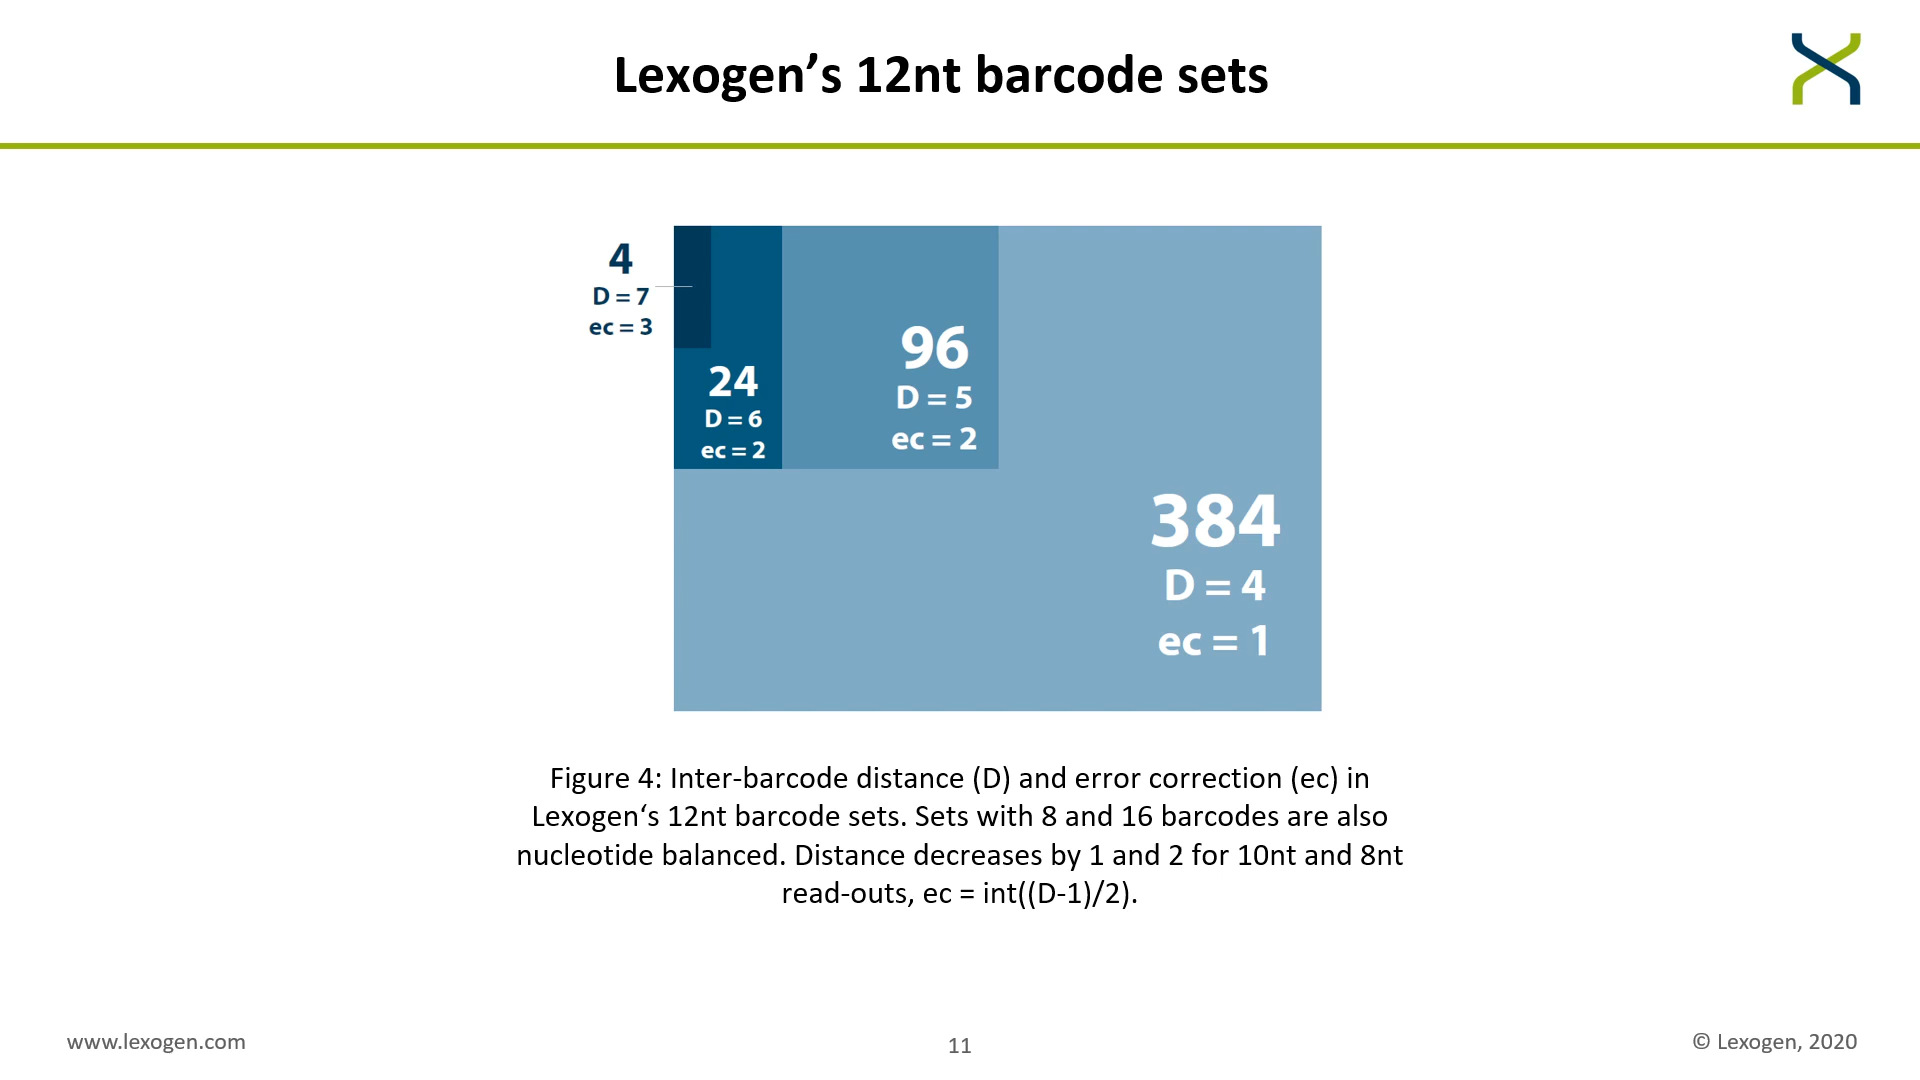 Lexogen’s 12nt barcode sets
4
D = 7
ec = 3
24
D = 6
ec = 2
96
D = 5
ec = 2
384
D = 4
ec = 1
Figure 4: Inter-barcode distance (D) and error correction (ec) in
Lexogen‘s 12nt barcode sets. Sets with 8 and 16 barcodes are also
nucleotide balanced. Distance decreases by 1 and 2 for 10nt and 8nt
read-outs, ec = int((D-1)/2).
www.lexogen.com
11
© Lexogen, 2020